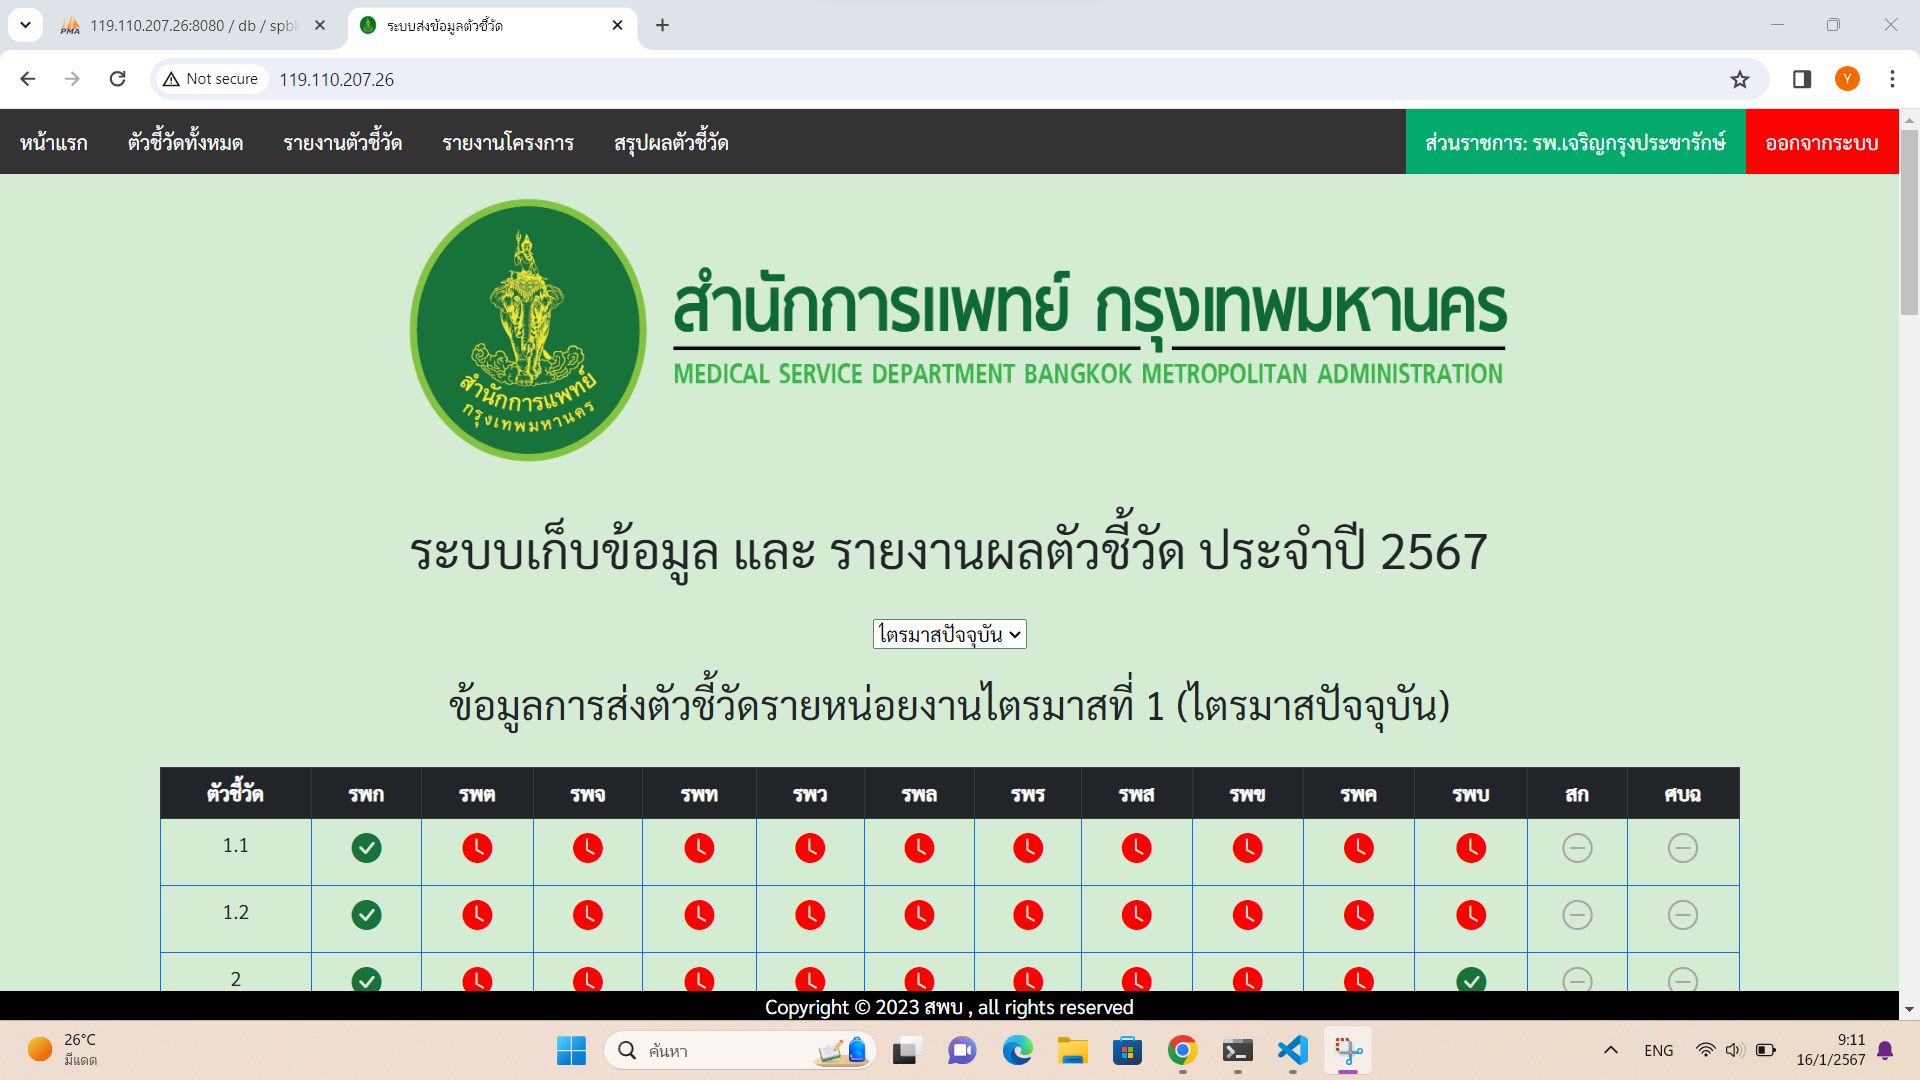 119.110.207.26:8080 / db / spbk
ระบบส่งข้อมูลตัวชี้วัด
Not secure
119.110.207.26
Y
หน้าแรก
ตัวชี้วัดทั้งหมด
รายงานตัวชี้วัด
รายงานโครงการ
สรุปผลตัวชี้วัด
ส่วนราชการ: รพ.เจริญกรุงประชารักษ์
ออกจากระบบ
สำนักการแพทย์
กรุงเทพมหานคร
สำนักการแพทย์ กรุงเทพมหานคร
MEDICAL SERVICE DEPARTMENT BANGKOK METROPOLITAN ADMINISTRATION
ระบบเก็บข้อมูล และ รายงานผลตัวชี้วัด ประจำปี 2567
ไตรมาสปัจจุบัน
ข้อมูลการส่งตัวชี้วัดรายหน่อยงานไตรมาสที่ 1 (ไตรมาสปัจจุบัน)
ตัวชี้วัด รพก รพต รพจ รพท รพว รพล รพร รพส รพข รพค รพบ สก ศบฉ
1.1
1.2
2
Copyright © 2023 สพบ , all rights reserved
26°C
มีแดด
ค้นหา
ENG
9:11
16/1/2567